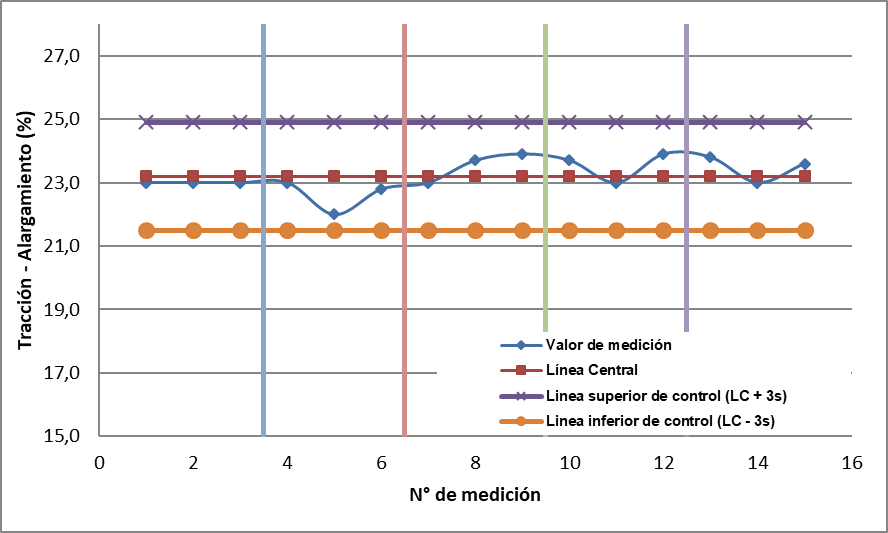 27,0
25,0
23,0
21,0
19,0
17,0
15,0
Tracción - Alargamiento (%)
Valor de medición
Línea Central
Linea superior de control (LC + 3s)
Linea inferior de control (LC - 3s)
0 2 4 6 8 10 12 14 16
N° de medición